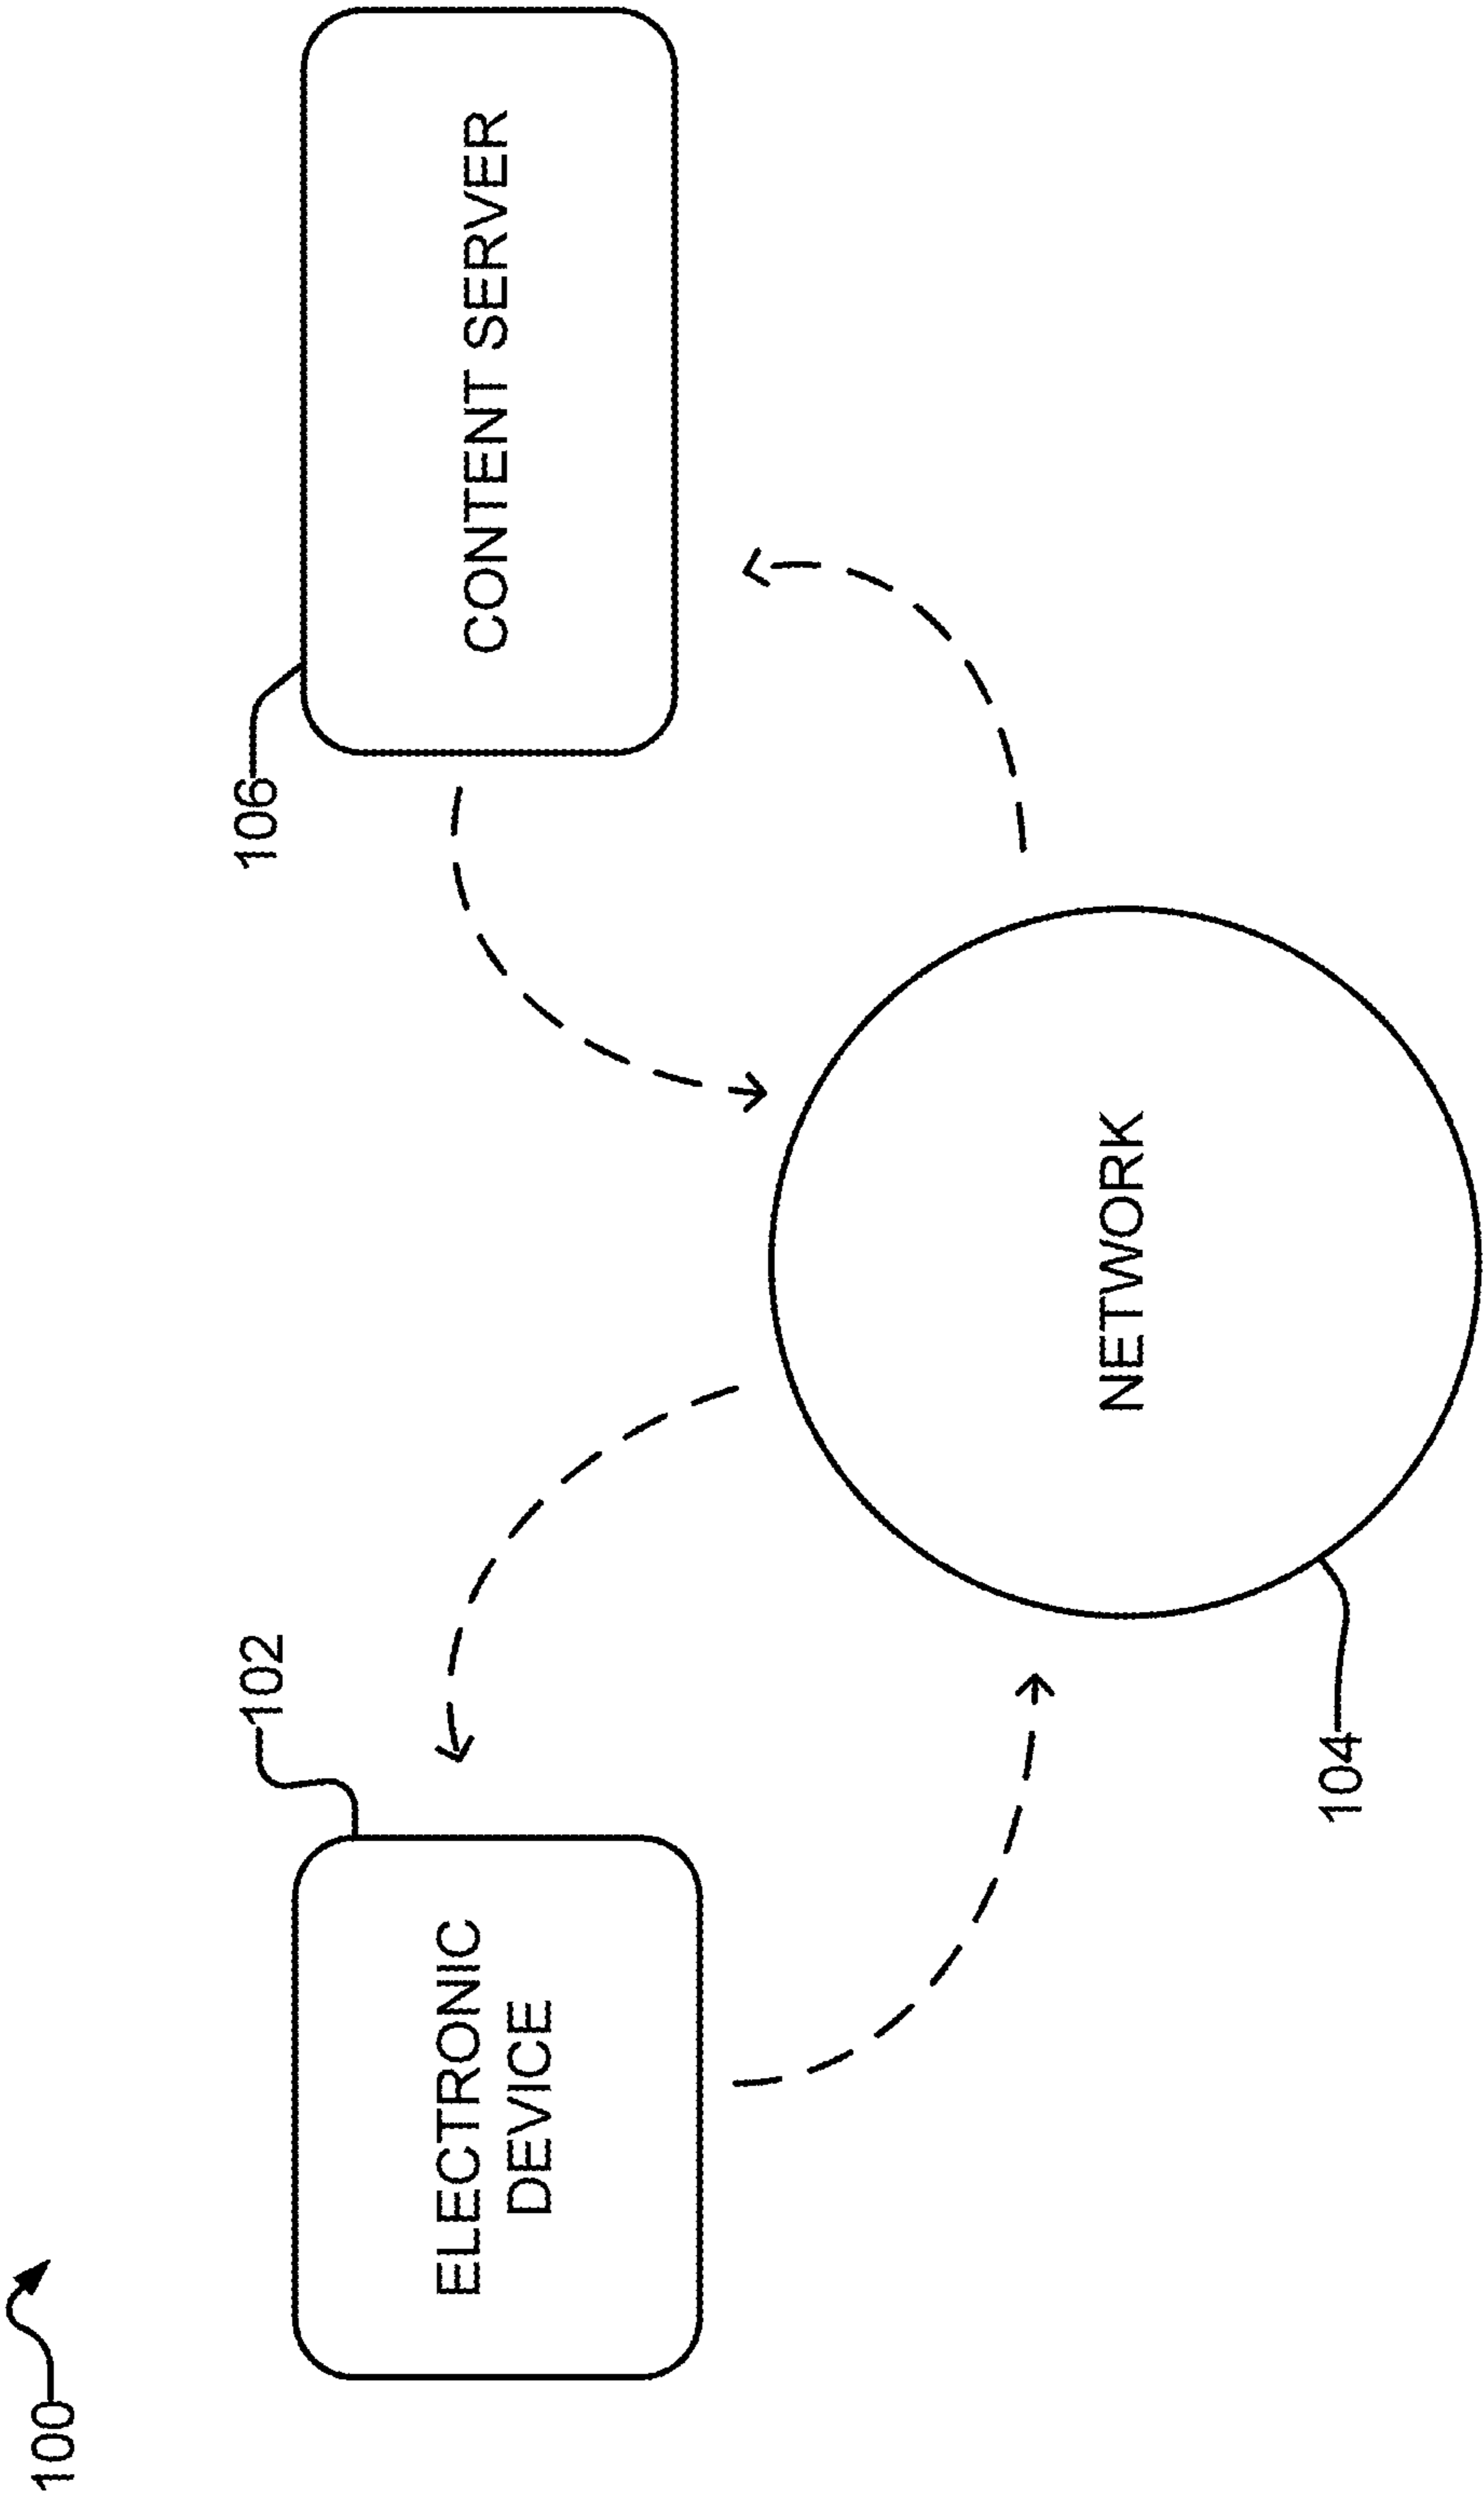 100
102
106
ELECTRONIC
DEVICE
CONTENT SERVER
NETWORK
104